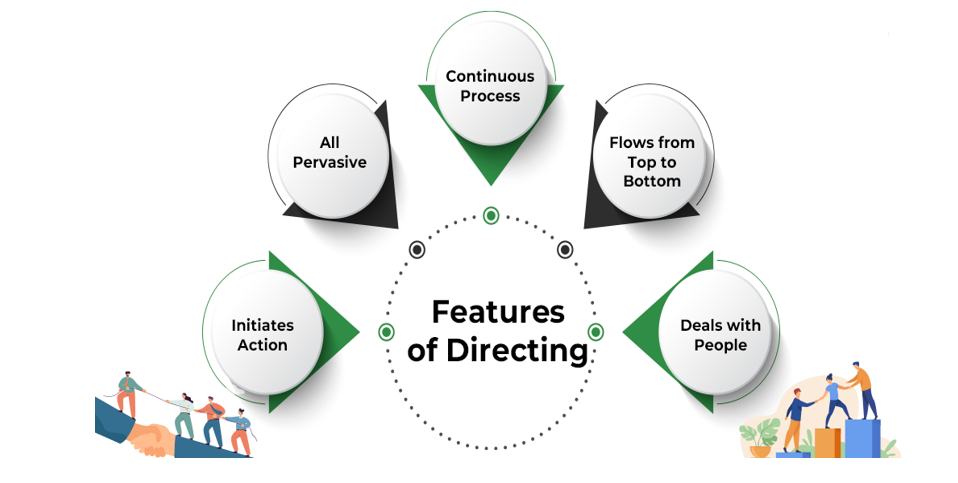 Continuous
Process
All
Pervasive
Flows from
Top to
Bottom
Initiates
Action
Features
of Directing
Deals with
People